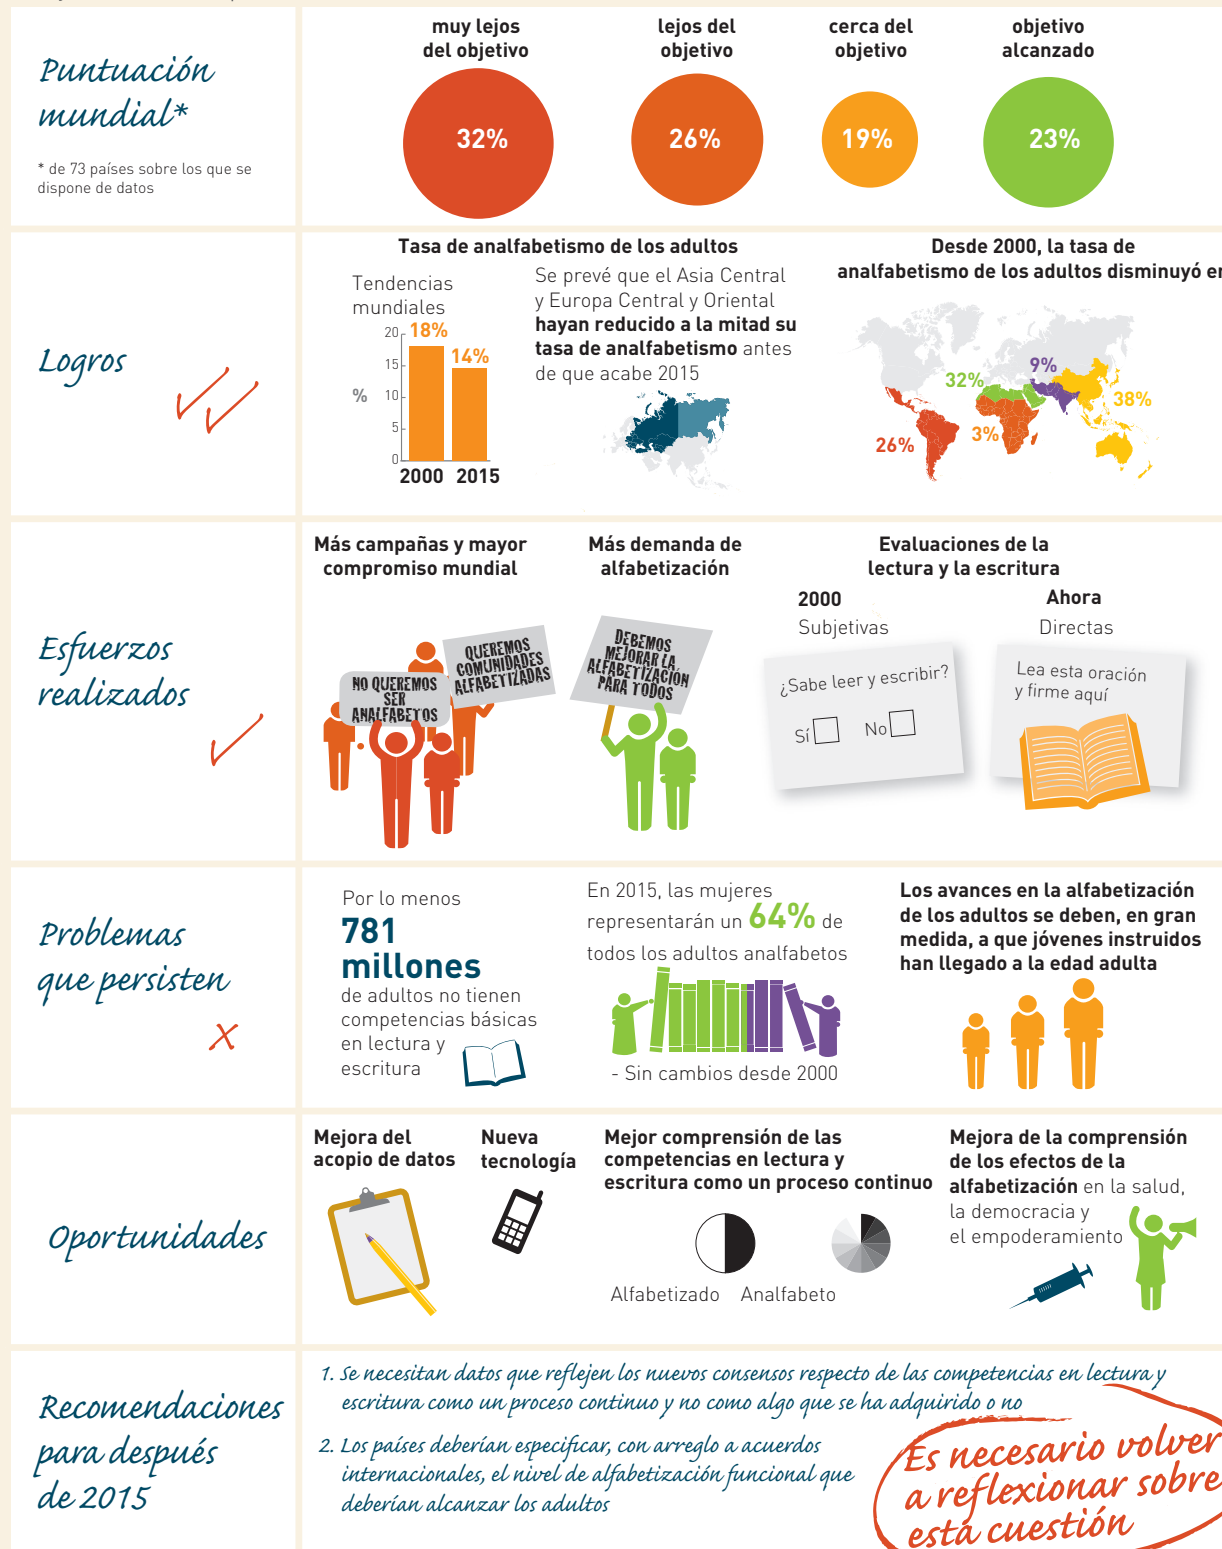 Puntuación
mundial*
* de 73 países sobre los que se
dispone de datos
muy lejos
del objetivo
lejos del
objetivo
cerca del
objetivo
objetivo
alcanzado
32%
26%
19%
23%
Logros
Tasa de analfabetismo de los adultos
Tendencias
mundiales
20
15
%
10
5
0
18%
14%
2000
2015
Se prevé que el Asia Central
y Europa Central y Oriental
hayan reducido a la mitad su
tasa de analfabetismo antes
de que acabe 2015
Desde 2000, la tasa de
analfabetismo de los adultos disminuyó en
9%
32%
38%
3%
26%
Esfuerzos
realizados
Más campañas y mayor
compromiso mundial
NO QUEREMOS
SER
ANALFABETOS
QUEREMOS
COMUNIDADES
ALFABETIZADAS
Más demanda de
alfabetización
DEBEMOS
MEJORAR LA
ALFABETIZACIÓN
PARA TODOS
Evaluaciones de la
lectura y la escritura
2000
Subjetivas
¿Sabe leer y escribir?
Sí
No
Ahora
Directas
Lea esta oración
y firme aquí
Problemas
que persisten
Por lo menos
781
millones
de adultos no tienen
competencias básicas
en lectura y
escritura
En 2015, las mujeres
representarán un 64% de
todos los adultos analfabetos
- Sin cambios desde 2000
Los avances en la alfabetización
de los adultos se deben, en gran
medida, a que jóvenes instruidos
han llegado a la edad adulta
Oportunidades
Mejora del
acopio de datos
Nueva
tecnología
Mejor comprensión de las
competencias en lectura y
escritura como un proceso continuo
Alfabetizado
Analfabeto
Mejora de la comprensión
de los efectos de la
alfabetización en la salud,
la democracia y
el empoderamiento
Recomendaciones
para después
de 2015
1. Se necesitan datos que reflejen los nuevos consensos respecto de las competencias en lectura y
escritura como un proceso continuo y no como algo que se ha adquirido o no
2. Los países deberían especificar, con arreglo a acuerdos
internacionales, el nivel de alfabetización funcional que
deberían alcanzar los adultos
Es necesario volver
a reflexionar sobre
esta cuestión